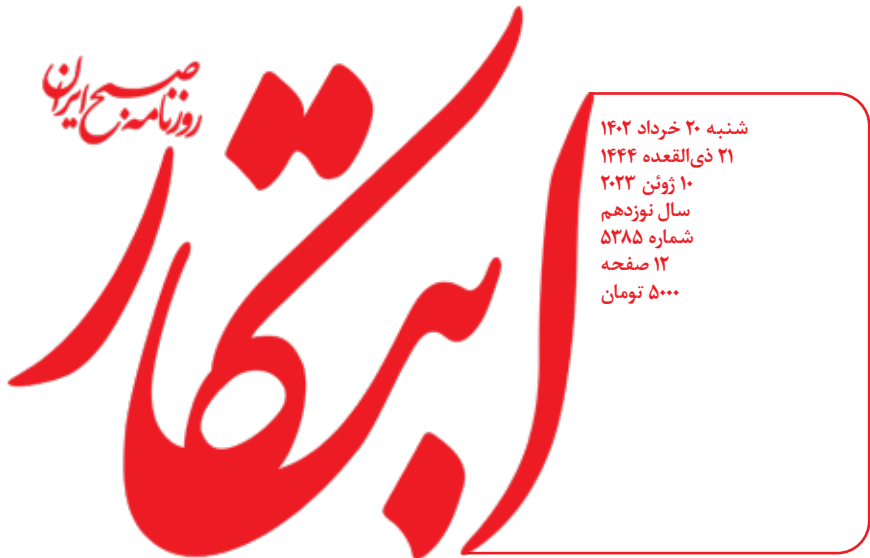 روزنامه صبح ایران
ابتکار
شنبه ۲۰ خرداد ۱۴۰۲
۲۱ ذی‌القعده ۱۴۴۴
۱۰ ژوئن ۲۰۲۳
سال نوزدهم
شماره ۵۳۸۵
۱۲ صفحه
۵۰۰۰ تومان